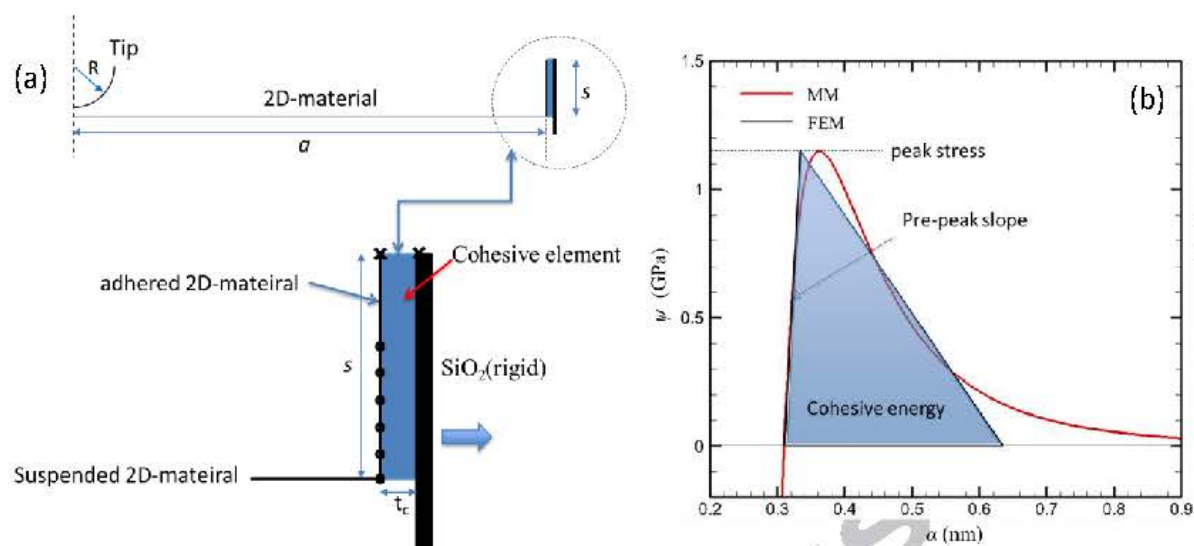 (a)
Tip
R
2D-material
s
a
Cohesive element
adhered 2D-mateiral
s
SiO2(rigid)
Suspended 2D-mateiral
tc
(b)
1.5
MM
FEM
peak stress
1
Pre-peak slope
ψ (GPa)
0.5
Cohesive energy
0
0.2 0.3 0.4 0.5 0.6 0.7 0.8 0.9
α (nm)